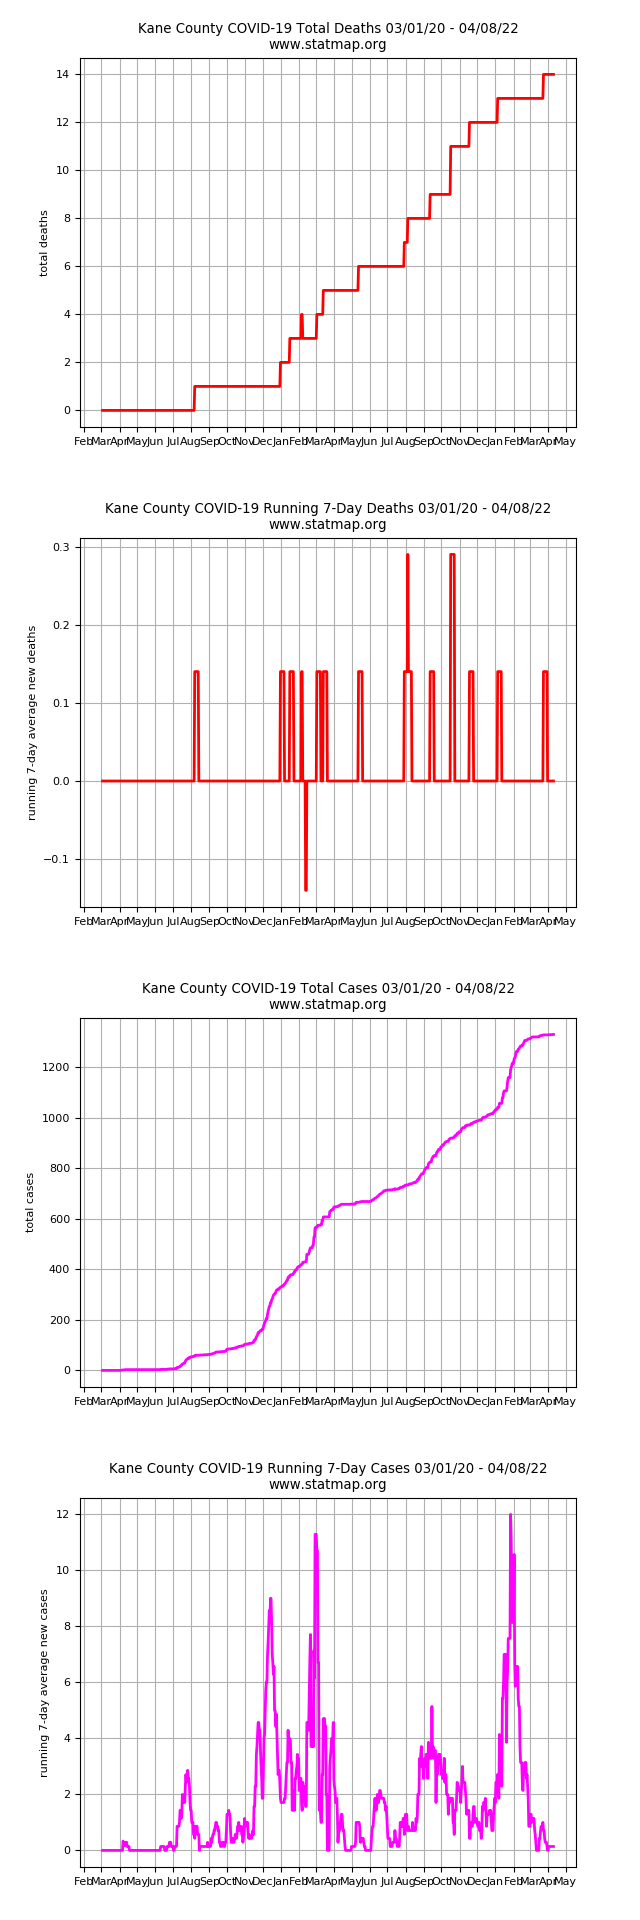 Kane County COVID-19 Total Deaths 03/01/20 - 04/08/22
www.statmap.org
14
12
10
8
6
4
2
0
total deaths
Feb Mar Apr May Jun Jul Aug Sep Oct Nov Dec Jan Feb Mar Apr May Jun Jul Aug Sep Oct Nov Dec Jan Feb Mar Apr May
Kane County COVID-19 Running 7-Day Deaths 03/01/20 - 04/08/22
www.statmap.org
0.3
0.2
0.1
0.0
−0.1
running 7-day average new deaths
Feb Mar Apr May Jun Jul Aug Sep Oct Nov Dec Jan Feb Mar Apr May Jun Jul Aug Sep Oct Nov Dec Jan Feb Mar Apr May
Kane County COVID-19 Total Cases 03/01/20 - 04/08/22
www.statmap.org
1200
1000
800
600
400
200
0
total cases
Feb Mar Apr May Jun Jul Aug Sep Oct Nov Dec Jan Feb Mar Apr May Jun Jul Aug Sep Oct Nov Dec Jan Feb Mar Apr May
Kane County COVID-19 Running 7-Day Cases 03/01/20 - 04/08/22
www.statmap.org
12
10
8
6
4
2
0
running 7-day average new cases
Feb Mar Apr May Jun Jul Aug Sep Oct Nov Dec Jan Feb Mar Apr May Jun Jul Aug Sep Oct Nov Dec Jan Feb Mar Apr May